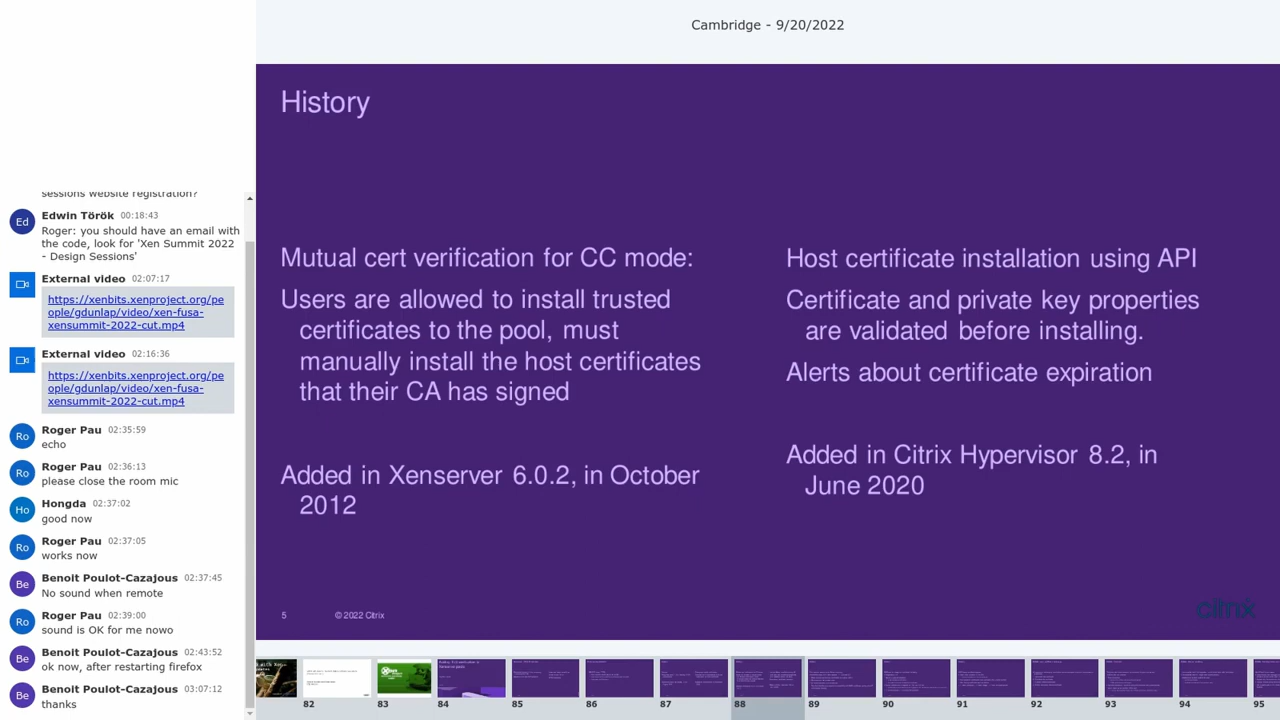 Cambridge - 9/20/2022
sessions website registration?
Ed
Edwin Török 00:18:43
Roger: you should have an email with
the code, look for 'Xen Summit 2022
- Design Sessions'
External video 02:07:17
https://xenbits.xenproject.org/pe
ople/gdunlap/video/xen-fusa-
xensummit-2022-cut.mp4
External video 02:16:36
https://xenbits.xenproject.org/pe
ople/gdunlap/video/xen-fusa-
xensummit-2022-cut.mp4
Ro
Roger Pau 02:35:59
echo
Ro
Roger Pau 02:36:13
please close the room mic
Ho
Hongda 02:37:02
good now
Ro
Roger Pau 02:37:05
works now
Be
Benoit Poulot-Cazajous 02:37:45
No sound when remote
Ro
Roger Pau 02:39:00
sound is OK for me nowo
Be
Benoit Poulot-Cazajous 02:43:52
ok now, after restarting firefox
Be
Benoit Poulot-Cazajous 03:07:12
thanks
History
Mutual cert verification for CC mode:
Users are allowed to install trusted
certificates to the pool, must
manually install the host certificates
that their CA has signed
Added in Xenserver 6.0.2, in October
2012
Host certificate installation using API
Certificate and private key properties
are validated before installing.
Alerts about certificate expiration
Added in Citrix Hypervisor 8.2, in
June 2020
5 © 2022 Citrix
citrix
82 83 84 85 86 87 88 89 90 91 92 93 94 95